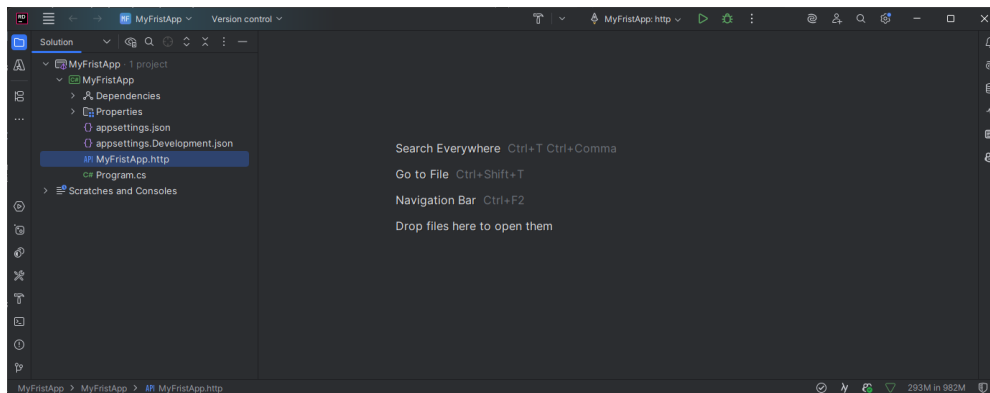 RD MF MyFristApp Version control MyFristApp: http
Solution
MyFristApp · 1 project
C# MyFristApp
Dependencies
Properties
{} appsettings.json
{} appsettings.Development.json
API MyFristApp.http
C# Program.cs
Scratches and Consoles
Search Everywhere Ctrl+T Ctrl+Comma
Go to File Ctrl+Shift+T
Navigation Bar Ctrl+F2
Drop files here to open them
MyFristApp > MyFristApp > API MyFristApp.http 293M in 982M